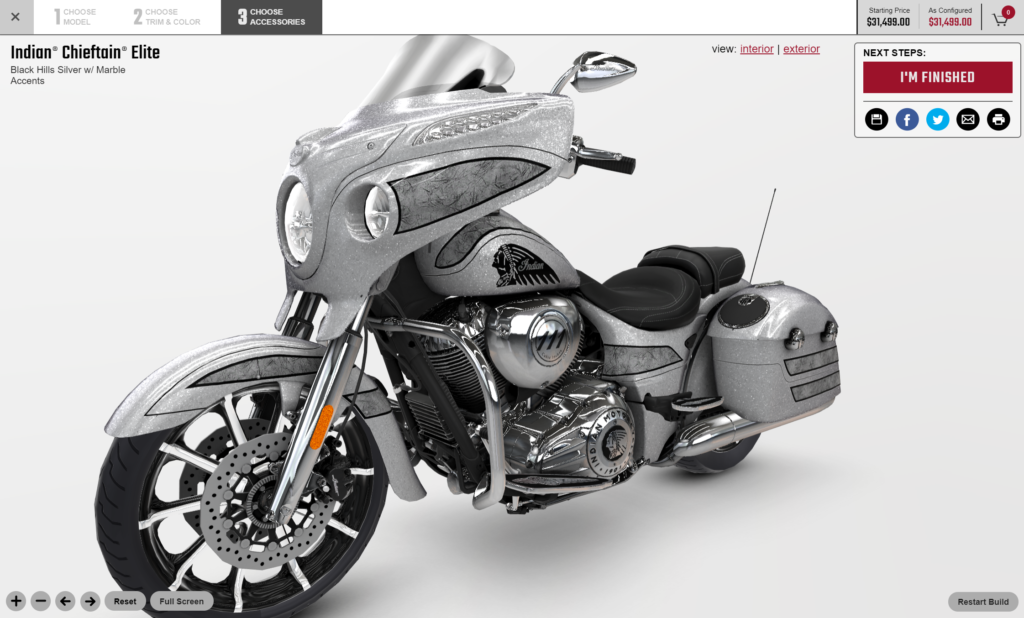 1 CHOOSE MODEL
2 CHOOSE TRIM & COLOR
3 CHOOSE ACCESSORIES
Starting Price
$31,499.00
As Configured
$31,499.00
0
Indian® Chieftain® Elite
Black Hills Silver w/ Marble
Accents
view: interior | exterior
NEXT STEPS:
I'M FINISHED
Indian
INDIAN MOTO
Reset
Full Screen
Restart Build